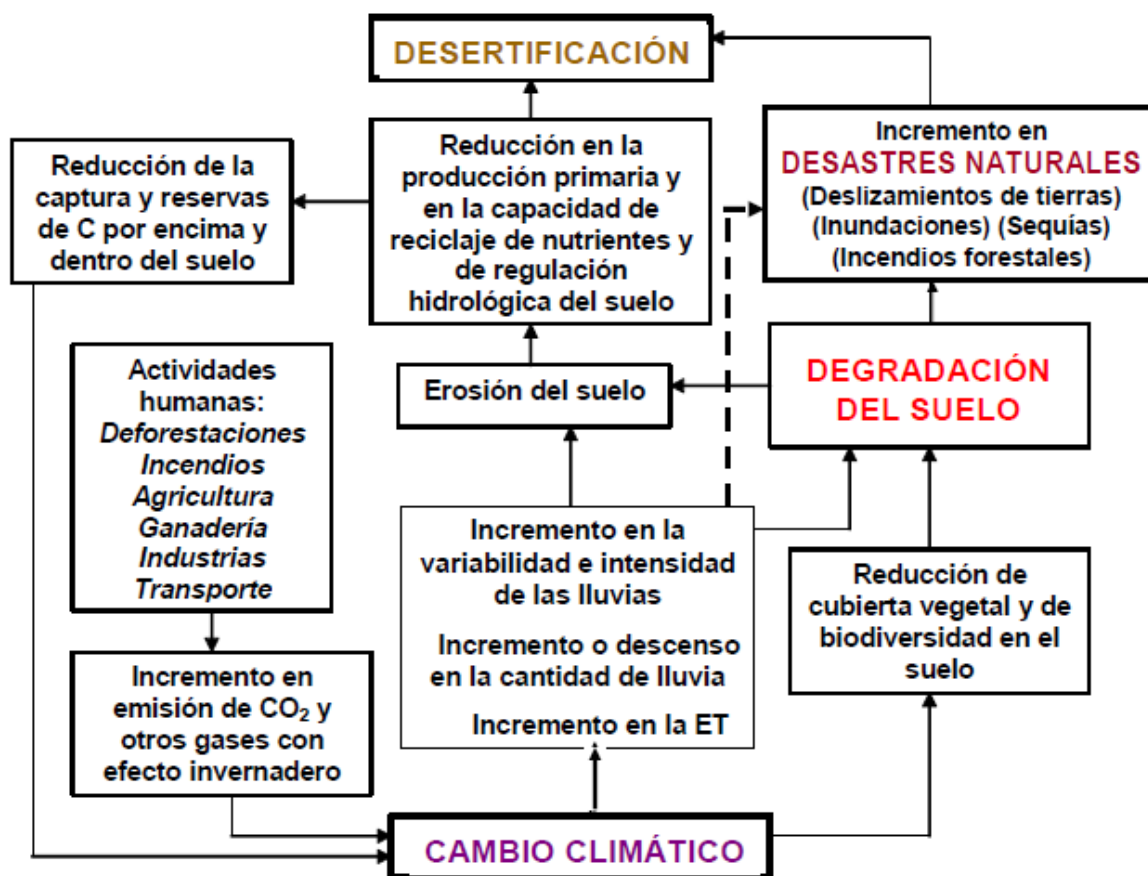 DESERTIFICACIÓN
Reducción de la
captura y reservas
de C por encima y
dentro del suelo
Reducción en la
producción primaria y
en la capacidad de
reciclaje de nutrientes y
de regulación
hidrológica del suelo
Incremento en
DESASTRES NATURALES
(Deslizamientos de tierras)
(Inundaciones) (Sequías)
(Incendios forestales)
Actividades
humanas:
Deforestaciones
Incendios
Agricultura
Ganadería
Industrias
Transporte
Erosión del suelo
DEGRADACIÓN
DEL SUELO
Incremento en la
variabilidad e intensidad
de las lluvias
Incremento o descenso
en la cantidad de lluvia
Incremento en la ET
Reducción de
cubierta vegetal y de
biodiversidad en el
suelo
Incremento en
emisión de CO₂ y
otros gases con
efecto invernadero
CAMBIO CLIMÁTICO